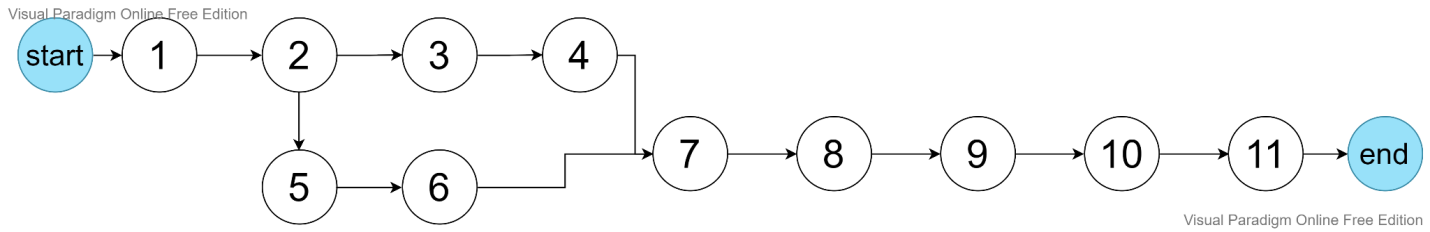 Visual Paradigm Online Free Edition
start 1 2 3 4
7 8 9 10 11 end
5 6
Visual Paradigm Online Free Edition